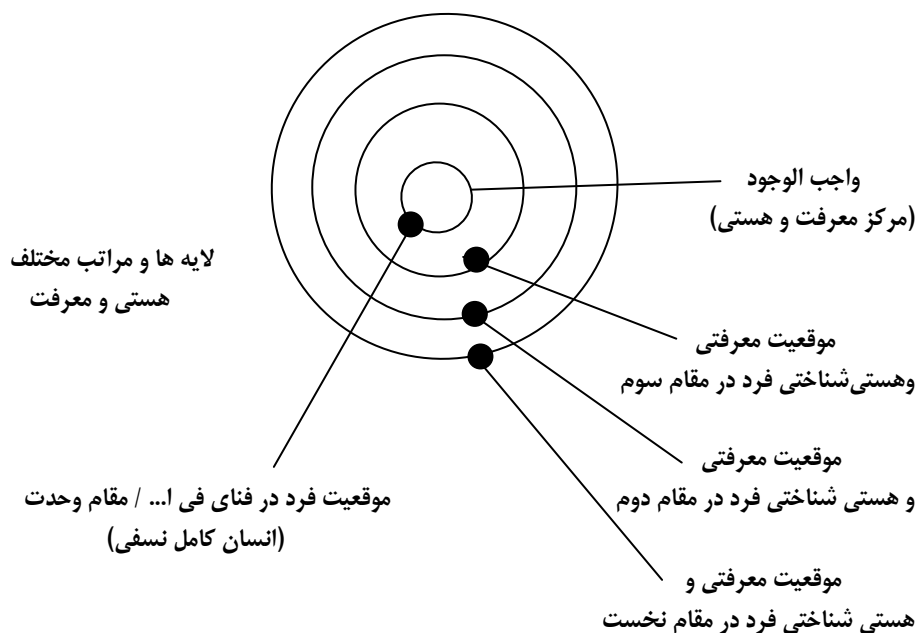 واجب الوجود
(مرکز معرفت و هستی)
لایه ها و مراتب مختلف
هستی و معرفت
موقعیت معرفتی
وهستی‌شناختی فرد در مقام سوم
موقعیت معرفتی
و هستی شناختی فرد در مقام دوم
موقعیت فرد در فنای فی ا... / مقام وحدت
(انسان کامل نسفی)
موقعیت معرفتی و
هستی شناختی فرد در مقام نخست